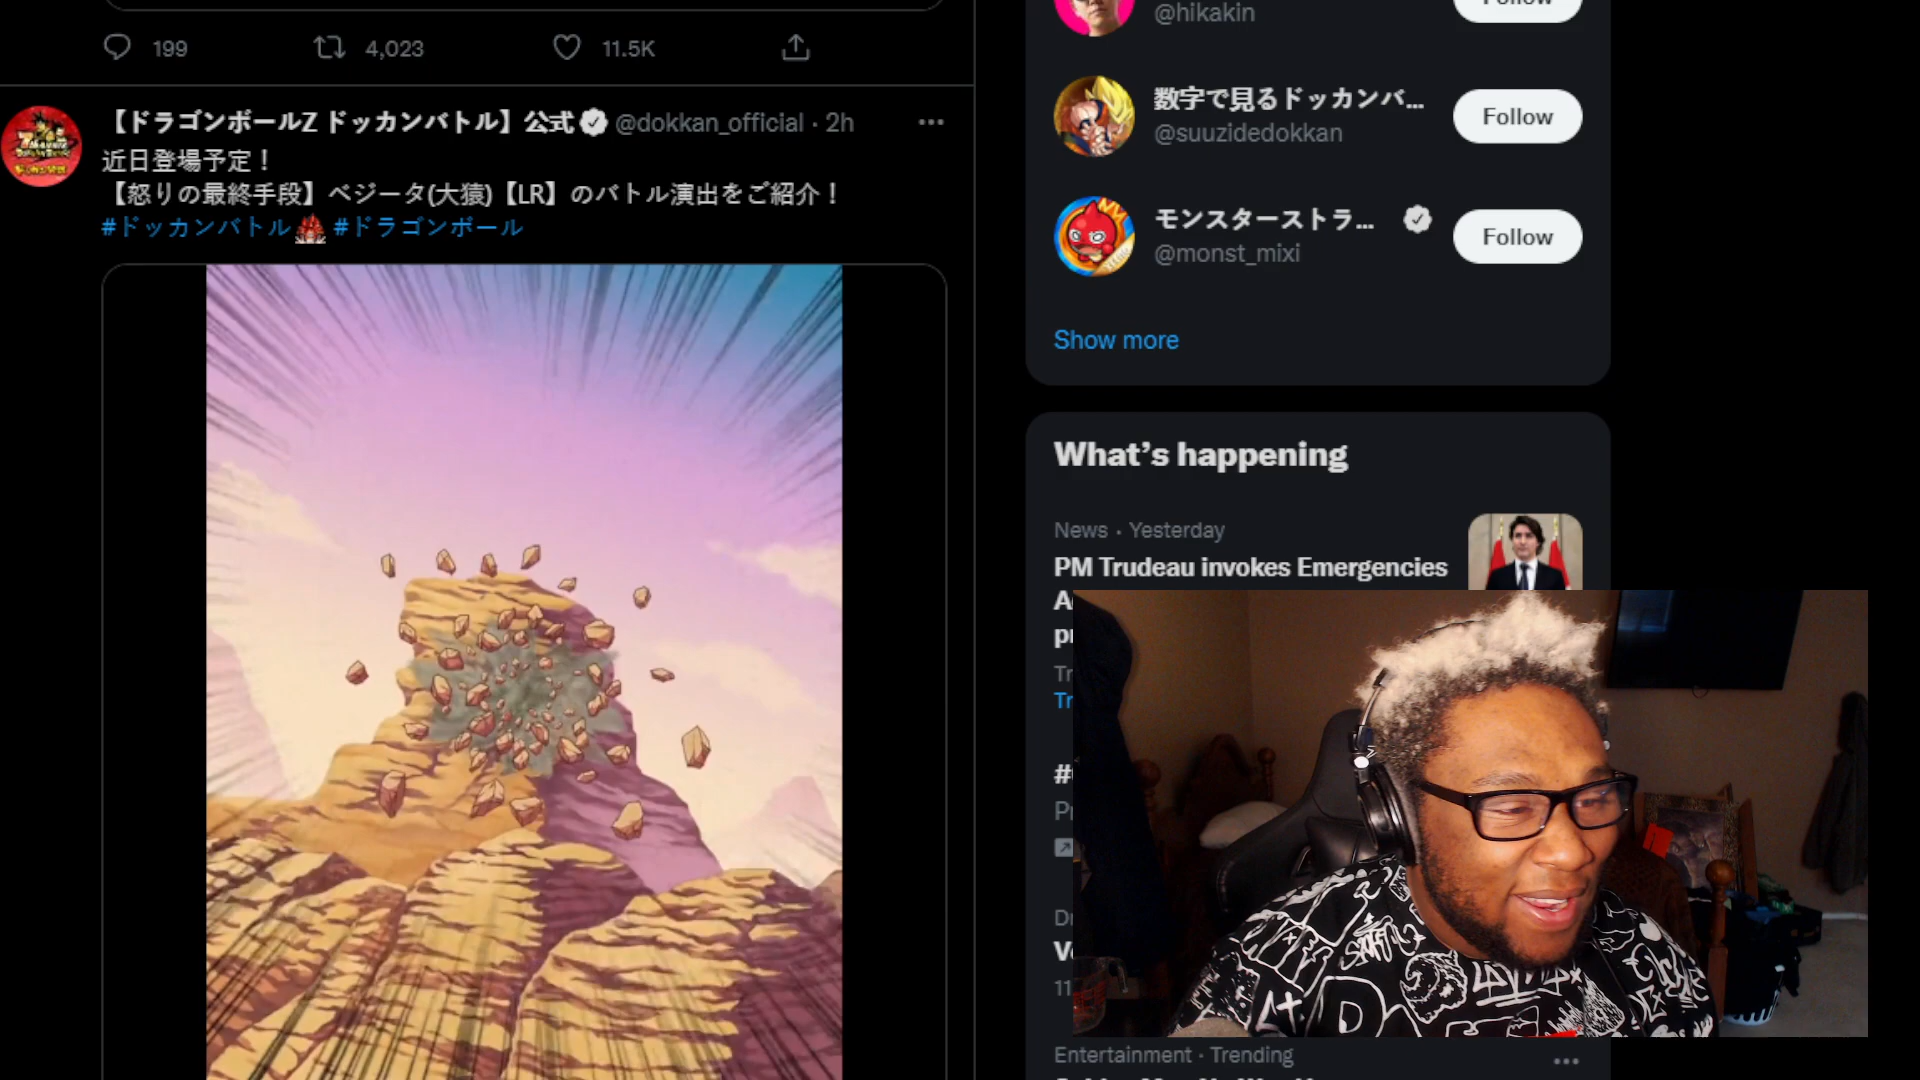 199
4,023
11.5K
【ドラゴンボールZ ドッカンバトル】公式 @dokkan_official · 2h
近日登場予定！
【怒りの最終手段】ベジータ(大猿)【LR】のバトル演出をご紹介！
#ドッカンバトル #ドラゴンボール
@hikakin
Follow
数字で見るドッカンバ...
@suuzidedokkan
Follow
モンスターストラ...
@monst_mixi
Follow
Show more
What's happening
News · Yesterday
PM Trudeau invokes Emergencies
Entertainment · Trending